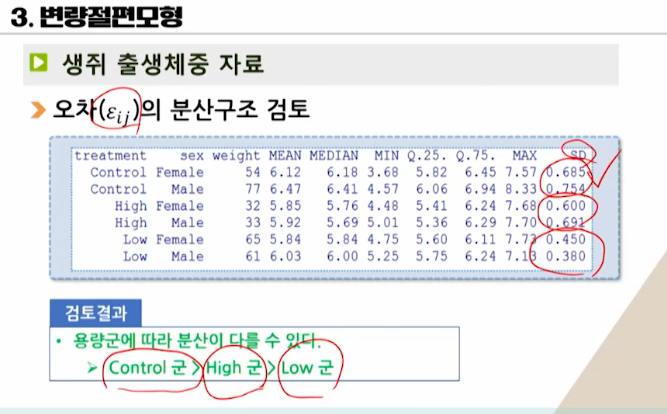 3. 변량절편모형
생쥐 출생체중 자료
오차(ε_ij)의 분산구조 검토
treatment sex weight MEAN MEDIAN MIN Q.25. Q.75. MAX SD
Control Female 54 6.12 6.18 3.68 5.82 6.45 7.57 0.685
Control Male 77 6.47 6.41 4.57 6.06 6.94 8.33 0.754
High Female 32 5.85 5.76 4.48 5.41 6.24 7.68 0.600
High Male 33 5.92 5.69 5.01 5.36 6.29 7.70 0.691
Low Female 65 5.84 5.84 4.75 5.60 6.11 7.73 0.450
Low Male 61 6.03 6.00 5.25 5.75 6.24 7.13 0.380
검토결과
• 용량군에 따라 분산이 다를 수 있다.
➢ Control 군 > High 군 > Low 군